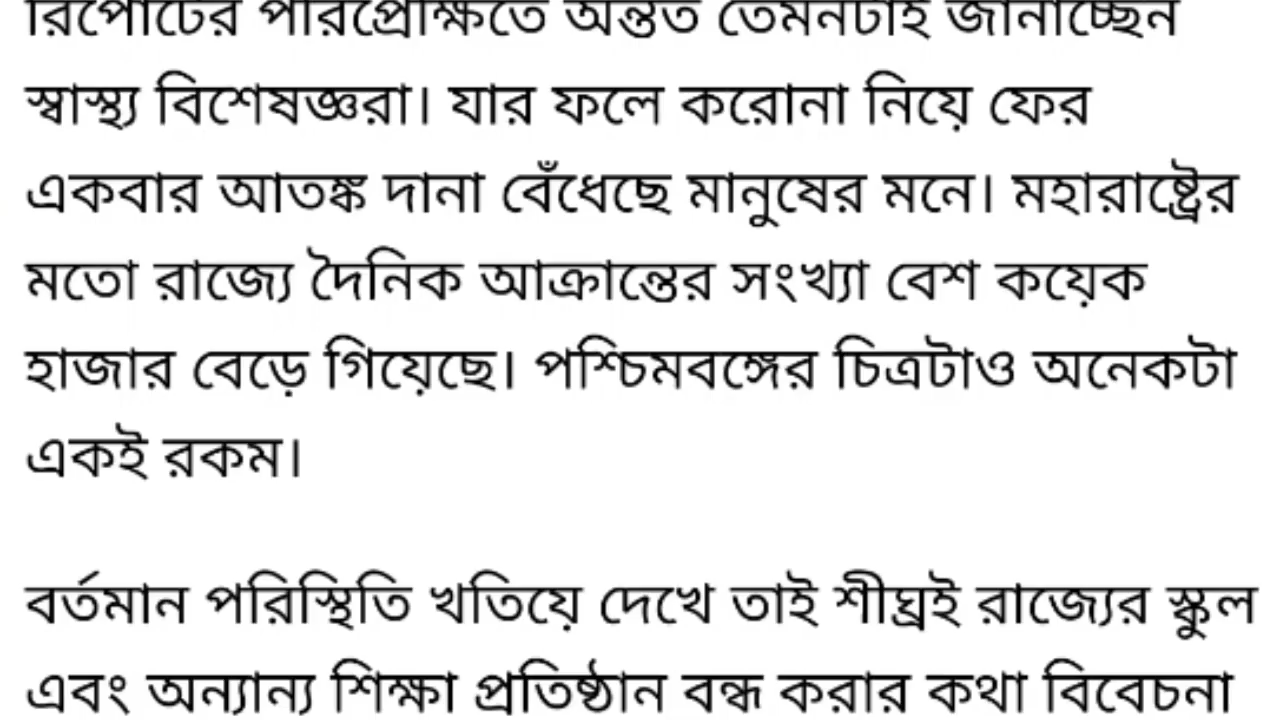 রিপোর্টের পরিপ্রেক্ষিতে অন্তত তেমনটাই জানাচ্ছেন
স্বাস্থ্য বিশেষজ্ঞরা। যার ফলে করোনা নিয়ে ফের
একবার আতঙ্ক দানা বেঁধেছে মানুষের মনে। মহারাষ্ট্রের
মতো রাজ্যে দৈনিক আক্রান্তের সংখ্যা বেশ কয়েক
হাজার বেড়ে গিয়েছে। পশ্চিমবঙ্গের চিত্রটাও অনেকটা
একই রকম।
বর্তমান পরিস্থিতি খতিয়ে দেখে তাই শীঘ্রই রাজ্যের স্কুল
এবং অন্যান্য শিক্ষা প্রতিষ্ঠান বন্ধ করার কথা বিবেচনা